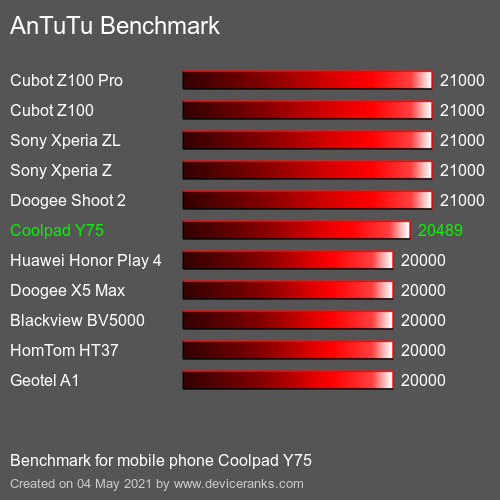 AnTuTu Benchmark
Cubot Z100 Pro 21000
Cubot Z100 21000
Sony Xperia ZL 21000
Sony Xperia Z 21000
Doogee Shoot 2 21000
Coolpad Y75 20489
Huawei Honor Play 4 20000
Doogee X5 Max 20000
Blackview BV5000 20000
HomTom HT37 20000
Geotel A1 20000
Benchmark for mobile phone Coolpad Y75
Created on 04 May 2021 by www.deviceranks.com